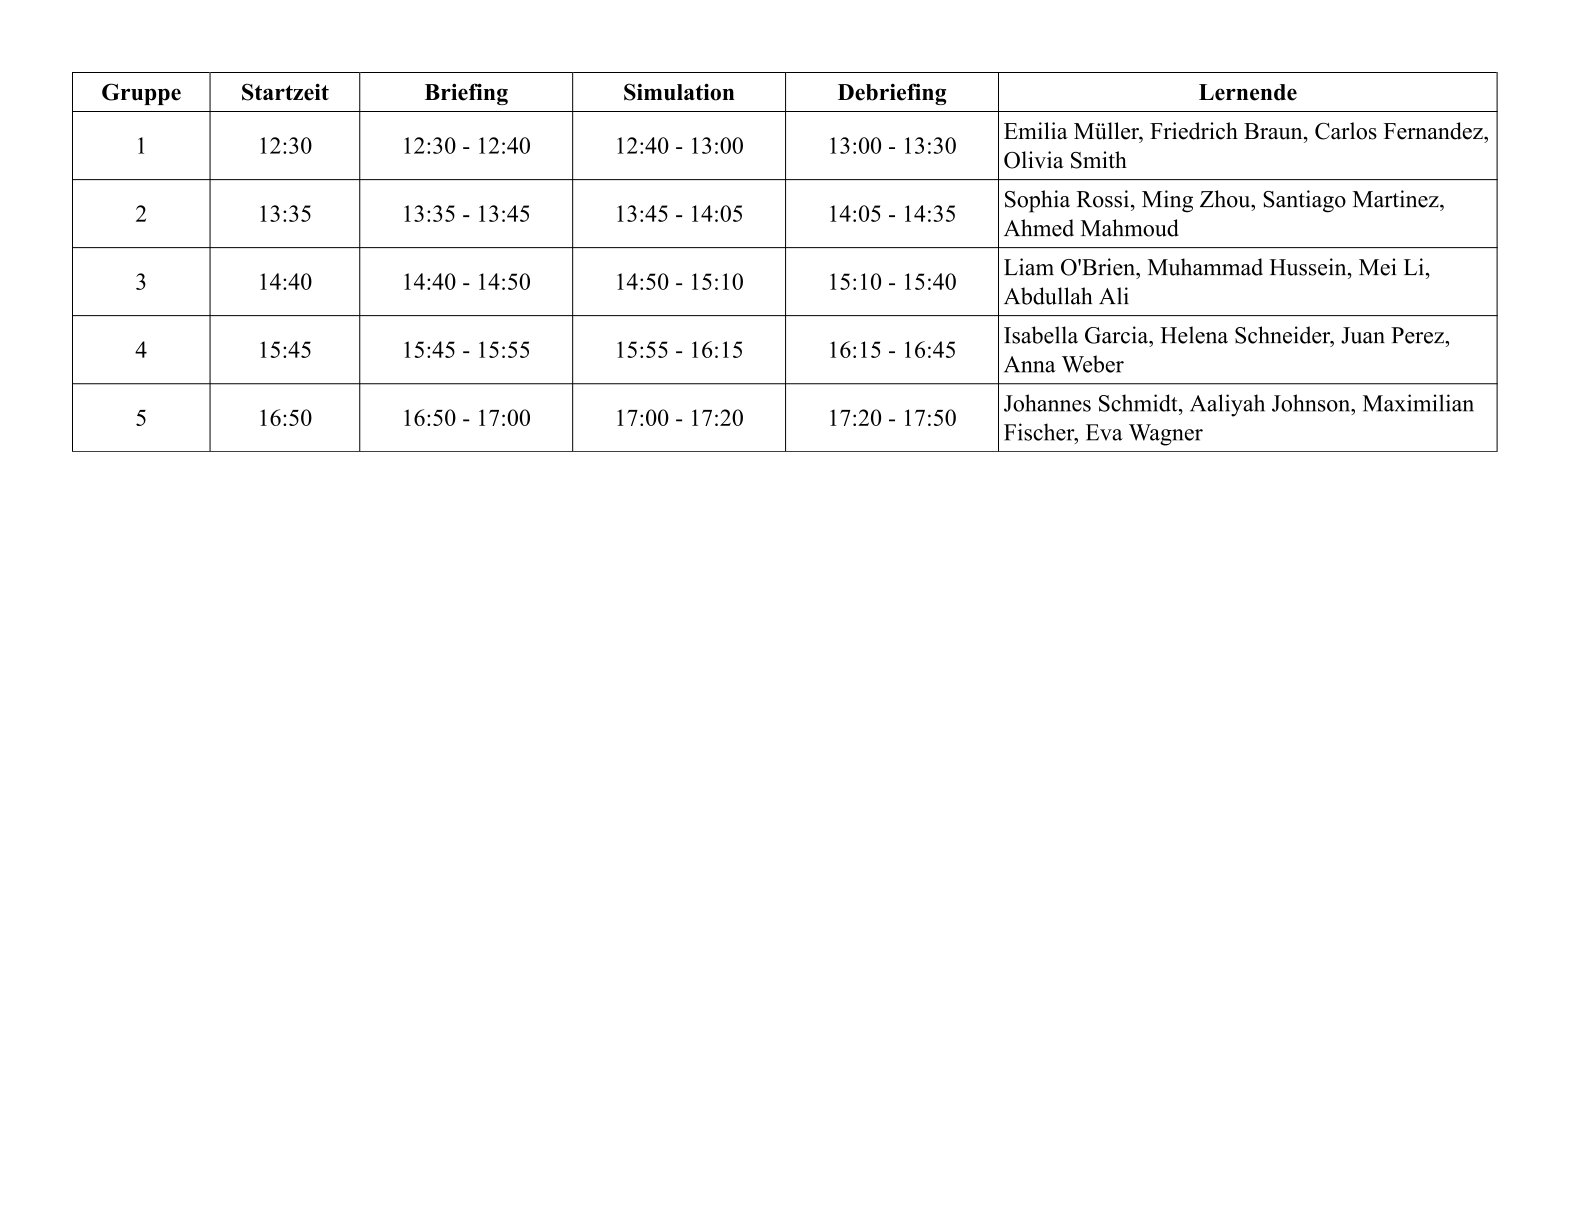 Gruppe Startzeit Briefing Simulation Debriefing Lernende
1 12:30 12:30 - 12:40 12:40 - 13:00 13:00 - 13:30 Emilia Müller, Friedrich Braun, Carlos Fernandez,
Olivia Smith
2 13:35 13:35 - 13:45 13:45 - 14:05 14:05 - 14:35 Sophia Rossi, Ming Zhou, Santiago Martinez,
Ahmed Mahmoud
3 14:40 14:40 - 14:50 14:50 - 15:10 15:10 - 15:40 Liam O'Brien, Muhammad Hussein, Mei Li,
Abdullah Ali
4 15:45 15:45 - 15:55 15:55 - 16:15 16:15 - 16:45 Isabella Garcia, Helena Schneider, Juan Perez,
Anna Weber
5 16:50 16:50 - 17:00 17:00 - 17:20 17:20 - 17:50 Johannes Schmidt, Aaliyah Johnson, Maximilian
Fischer, Eva Wagner